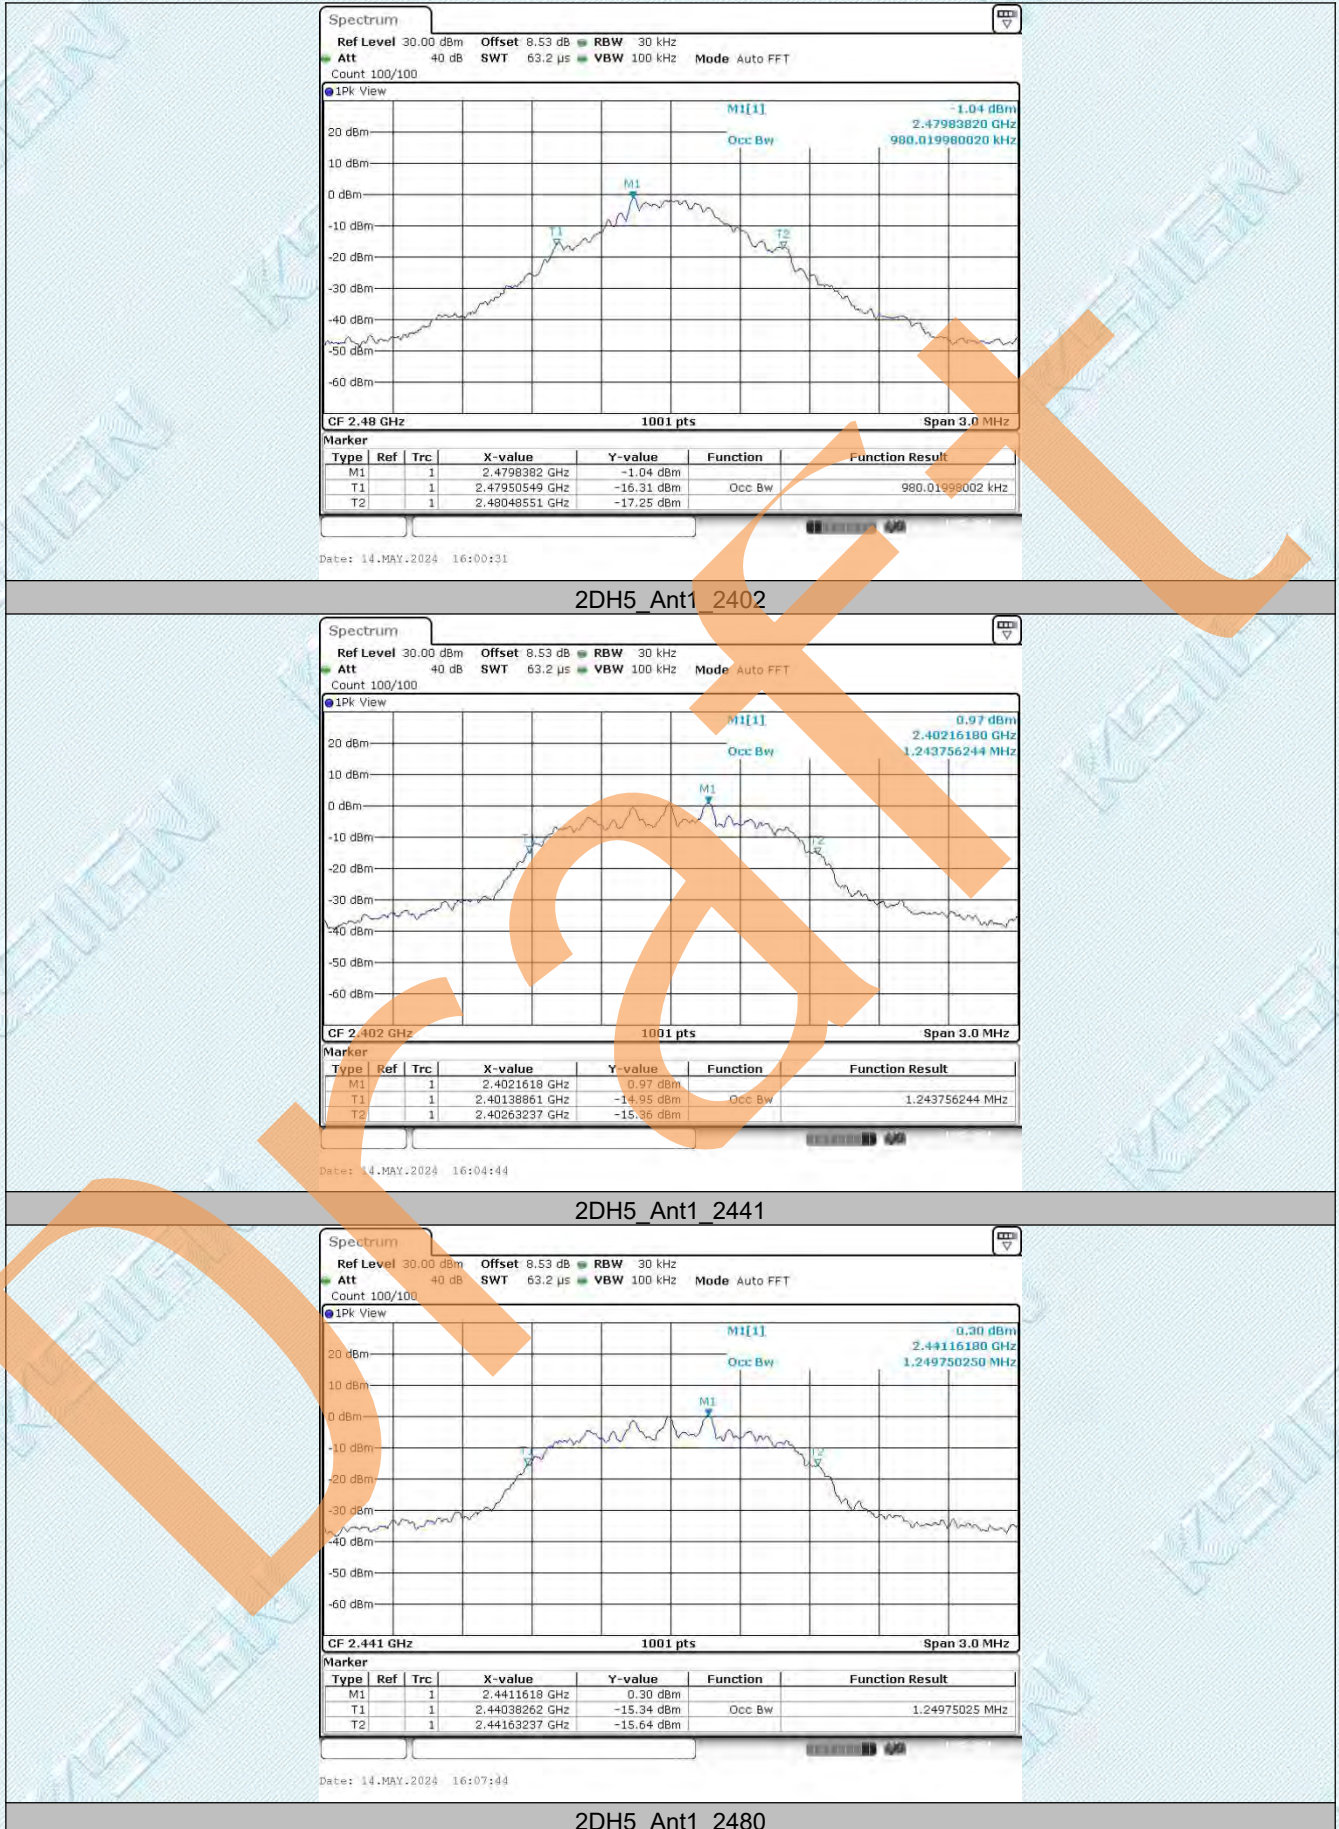 Spectrum
Ref Level 30.00 dBm Offset 8.53 dB RBW 30 kHz
Att 40 dB SWT 63.2 µs VBW 100 kHz Mode Auto FFT
Count 100/100
1Pk View
M1[1] -1.04 dBm
2.47983820 GHz
Occ Bw 980.019980020 kHz
20 dBm
10 dBm
M1
0 dBm
-10 dBm
T1 T2
-20 dBm
-30 dBm
-40 dBm
-50 dBm
-60 dBm
CF 2.48 GHz 1001 pts Span 3.0 MHz
Marker
Type Ref Trc X-value Y-value Function Function Result
M1 1 2.4798382 GHz -1.04 dBm
T1 1 2.47950549 GHz -16.31 dBm Occ Bw 980.01998002 kHz
T2 1 2.48048551 GHz -17.25 dBm
Date: 14.MAY.2024 16:00:31
2DH5_Ant1_2402
Spectrum
Ref Level 30.00 dBm Offset 8.53 dB RBW 30 kHz
Att 40 dB SWT 63.2 µs VBW 100 kHz Mode Auto FFT
Count 100/100
1Pk View
M1[1] 0.97 dBm
2.40216180 GHz
Occ Bw 1.243756244 MHz
20 dBm
10 dBm
M1
0 dBm
-10 dBm
T1 T2
-20 dBm
-30 dBm
-40 dBm
-50 dBm
-60 dBm
CF 2.402 GHz 1001 pts Span 3.0 MHz
Marker
Type Ref Trc X-value Y-value Function Function Result
M1 1 2.4021618 GHz 0.97 dBm
T1 1 2.40138861 GHz -14.95 dBm Occ Bw 1.243756244 MHz
T2 1 2.40263237 GHz -15.36 dBm
Date: 14.MAY.2024 16:04:44
2DH5_Ant1_2441
Spectrum
Ref Level 30.00 dBm Offset 8.53 dB RBW 30 kHz
Att 40 dB SWT 63.2 µs VBW 100 kHz Mode Auto FFT
Count 100/100
1Pk View
M1[1] 0.30 dBm
2.44116180 GHz
Occ Bw 1.249750250 MHz
20 dBm
10 dBm
M1
0 dBm
-10 dBm
T1 T2
-20 dBm
-30 dBm
-40 dBm
-50 dBm
-60 dBm
CF 2.441 GHz 1001 pts Span 3.0 MHz
Marker
Type Ref Trc X-value Y-value Function Function Result
M1 1 2.4411618 GHz 0.30 dBm
T1 1 2.44038262 GHz -15.34 dBm Occ Bw 1.24975025 MHz
T2 1 2.44163237 GHz -15.64 dBm
Date: 14.MAY.2024 16:07:44
2DH5_Ant1_2480
Draft